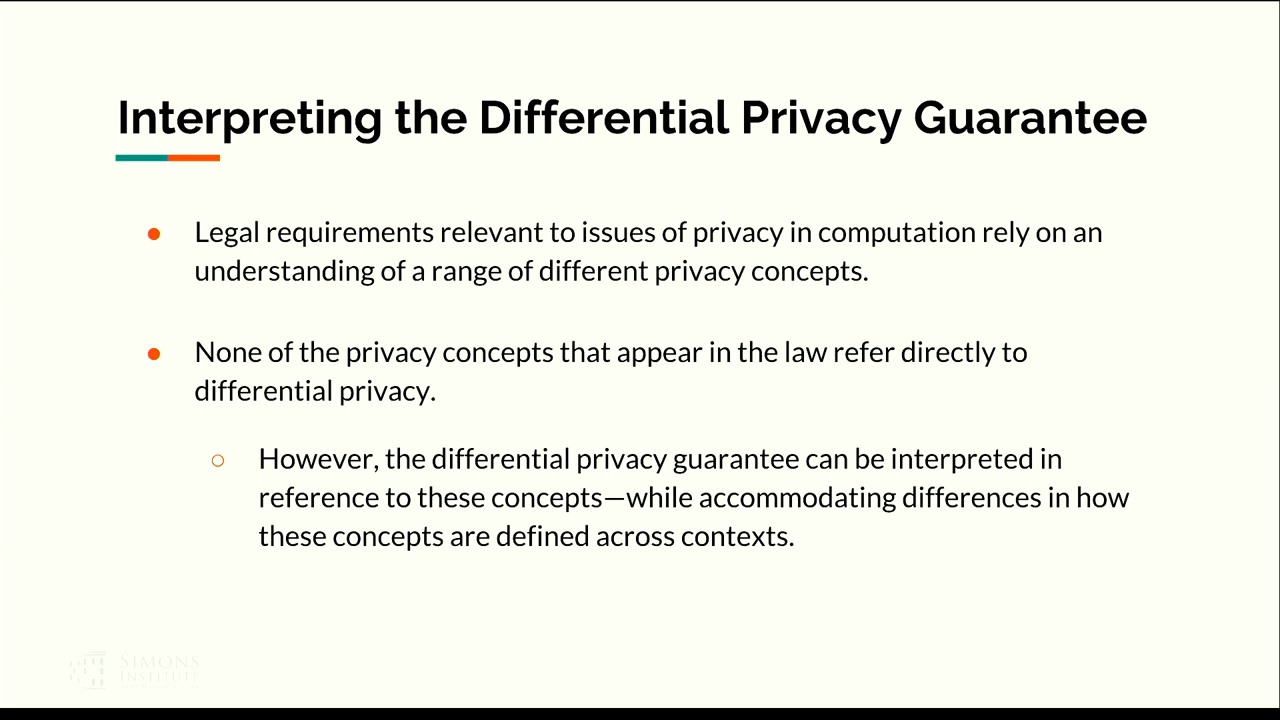 Interpreting the Differential Privacy Guarantee
● Legal requirements relevant to issues of privacy in computation rely on an
understanding of a range of different privacy concepts.
● None of the privacy concepts that appear in the law refer directly to
differential privacy.
○ However, the differential privacy guarantee can be interpreted in
reference to these concepts—while accommodating differences in how
these concepts are defined across contexts.
SIMONS
INSTITUTE